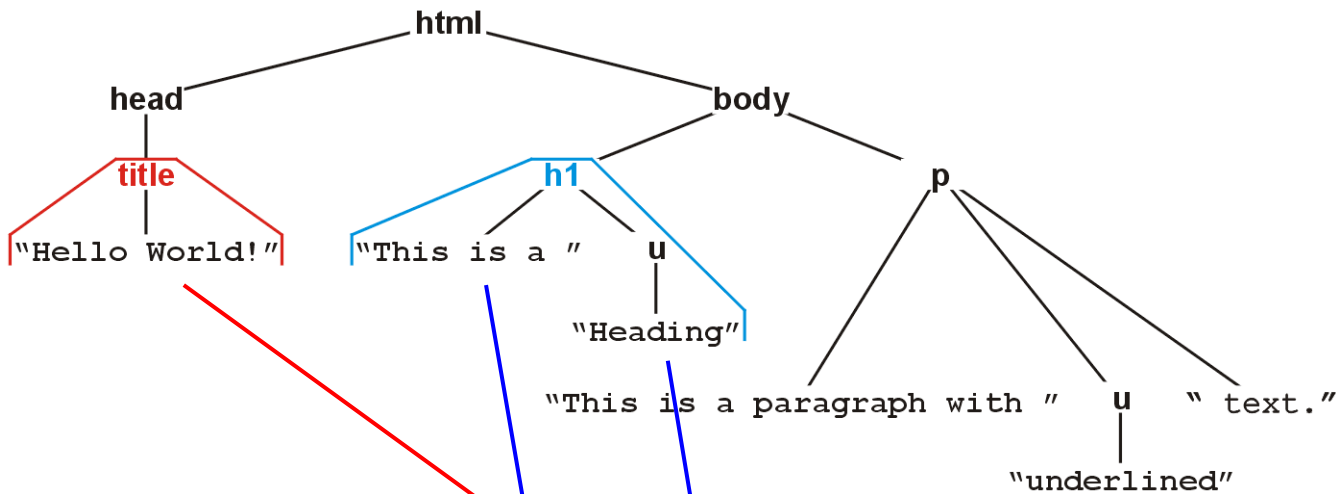 html
head body
title h1 p
“Hello World!” “This is a ” u
“Heading”
“This is a paragraph with ” u “ text.”
“underlined”